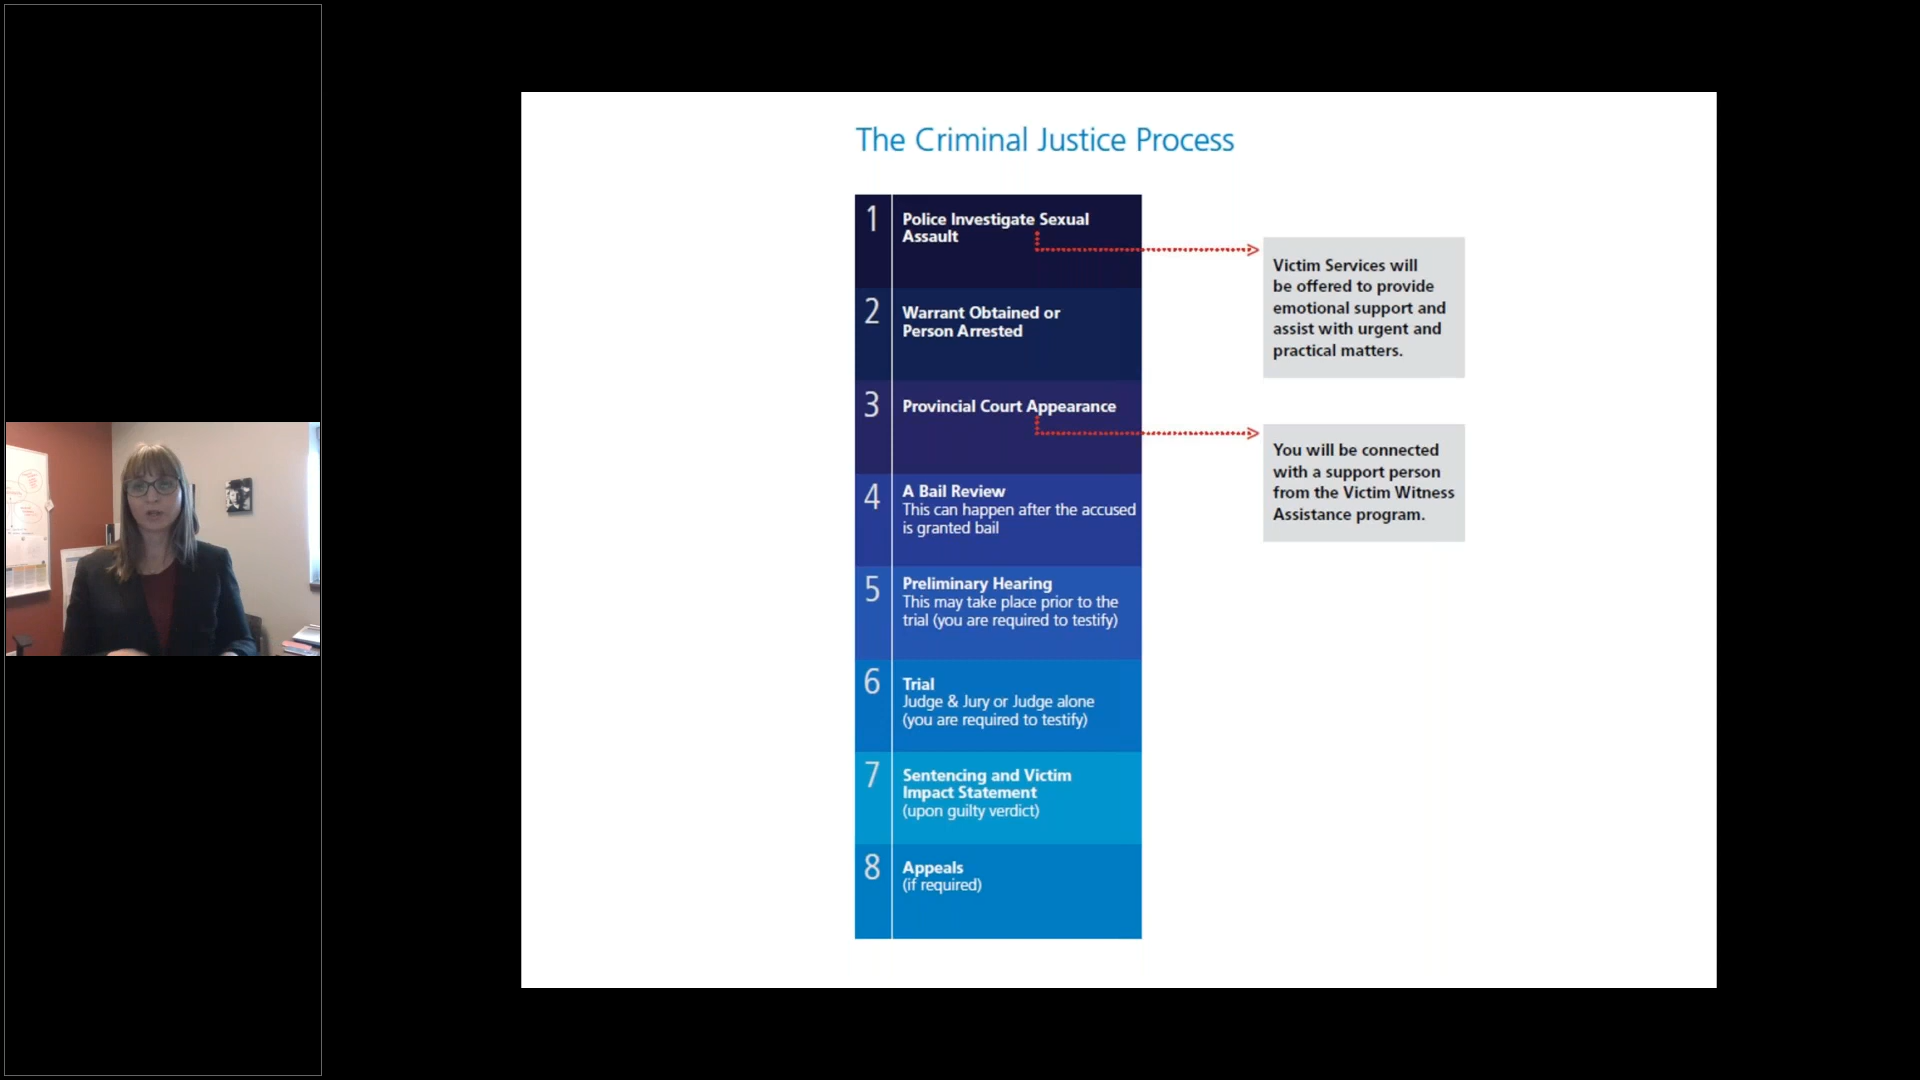 The Criminal Justice Process
1
Police Investigate Sexual
Assault
Victim Services will
be offered to provide
emotional support and
assist with urgent and
practical matters.
2
Warrant Obtained or
Person Arrested
3
Provincial Court Appearance
You will be connected
with a support person
from the Victim Witness
Assistance program.
4
A Bail Review
This can happen after the accused
is granted bail
5
Preliminary Hearing
This may take place prior to the
trial (you are required to testify)
6
Trial
Judge & Jury or Judge alone
(you are required to testify)
7
Sentencing and Victim
Impact Statement
(upon guilty verdict)
8
Appeals
(if required)